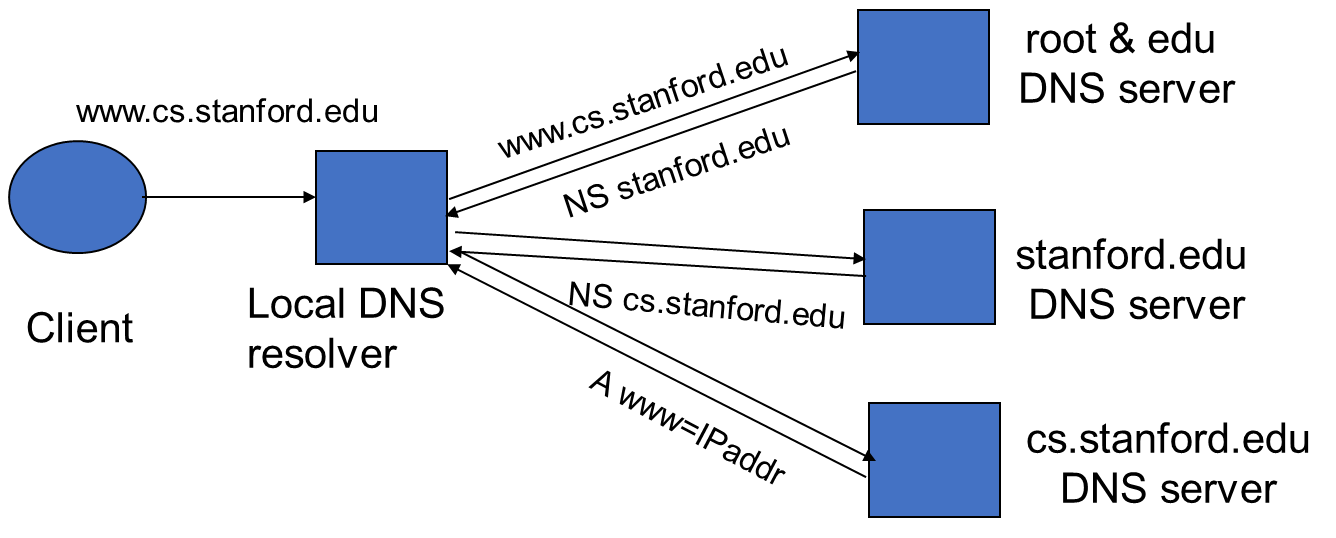 www.cs.stanford.edu
Client
Local DNS
resolver
www.cs.stanford.edu
NS stanford.edu
NS cs.stanford.edu
A www=IPaddr
root & edu
DNS server
stanford.edu
DNS server
cs.stanford.edu
DNS server